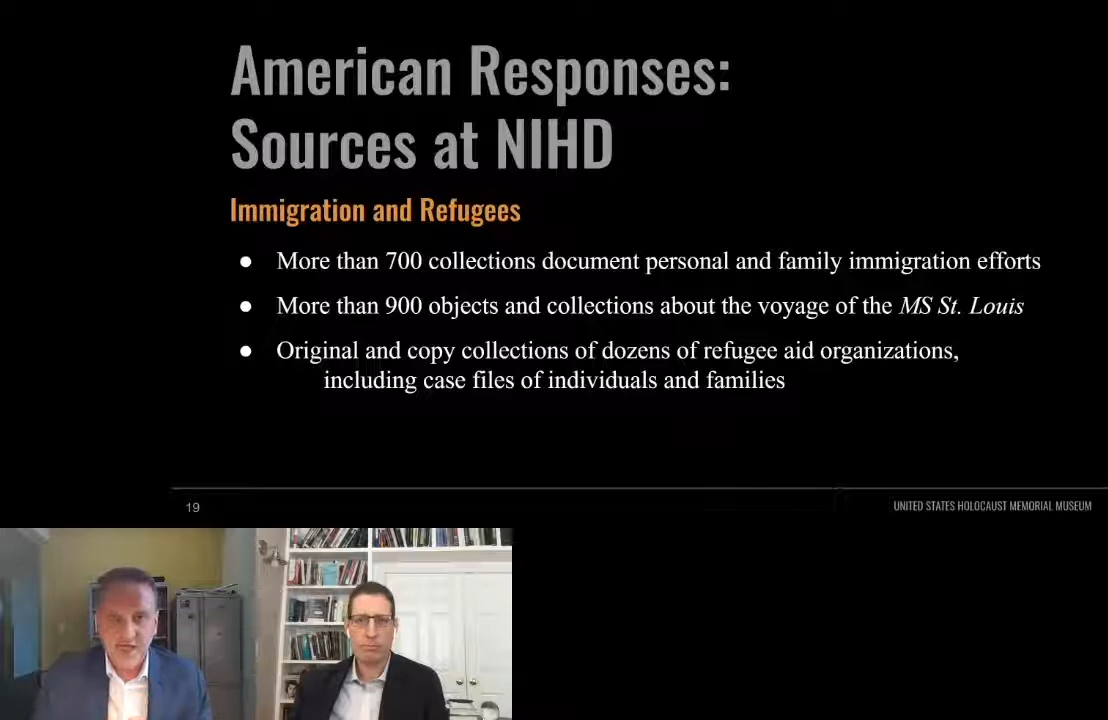 American Responses:
Sources at NIHD
Immigration and Refugees
● More than 700 collections document personal and family immigration efforts
● More than 900 objects and collections about the voyage of the MS St. Louis
● Original and copy collections of dozens of refugee aid organizations,
including case files of individuals and families
19
UNITED STATES HOLOCAUST MEMORIAL MUSEUM